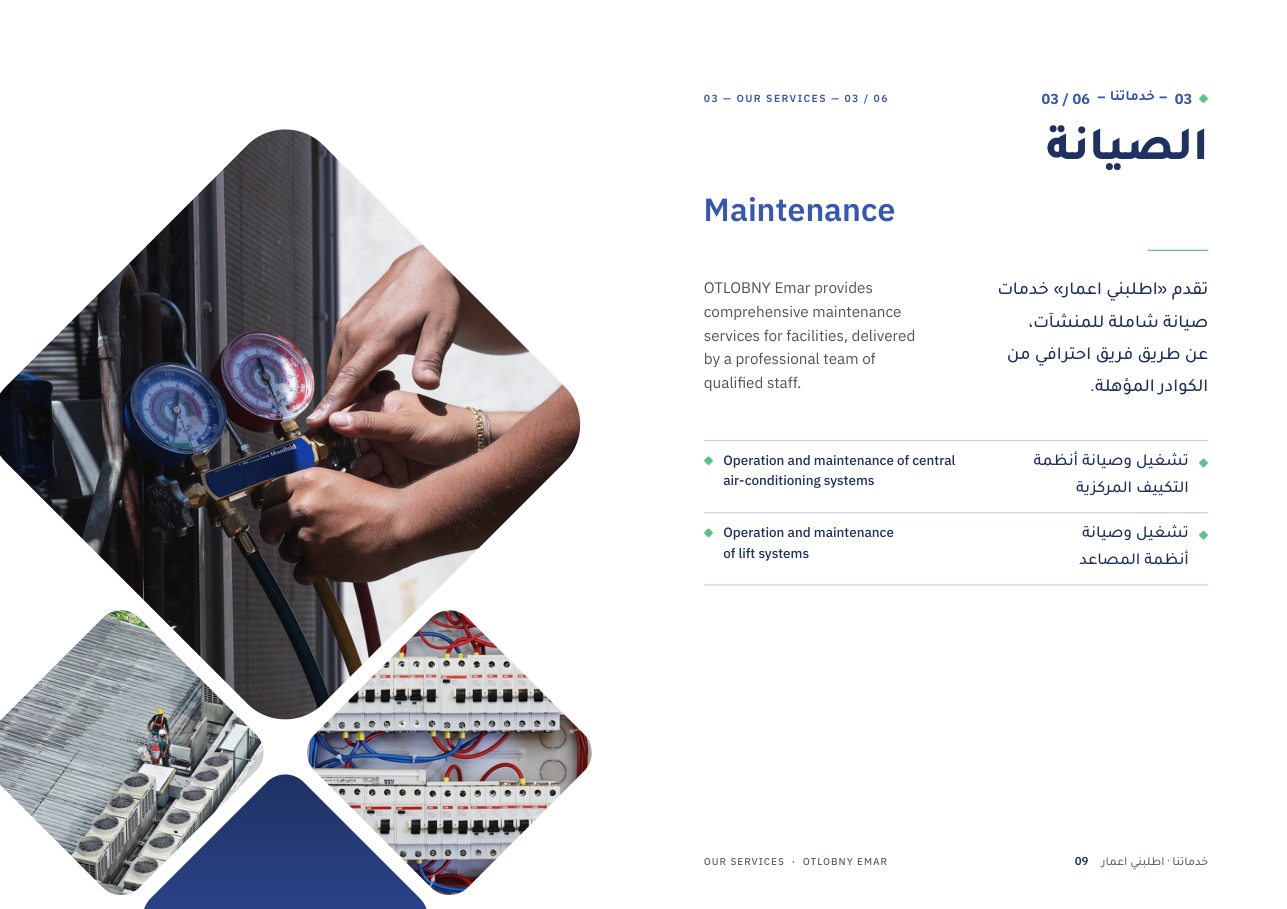 03 — OUR SERVICES — 03 / 06
03 – خدماتنا – 03 / 06
الصيانة
Maintenance
OTLOBNY Emar provides
comprehensive maintenance
services for facilities, delivered
by a professional team of
qualified staff.
تقدم «اطلبني اعمار» خدمات
صيانة شاملة للمنشآت،
عن طريق فريق احترافي من
الكوادر المؤهلة.
Operation and maintenance of central
air-conditioning systems
تشغيل وصيانة أنظمة
التكييف المركزية
Operation and maintenance
of lift systems
تشغيل وصيانة
أنظمة المصاعد
OUR SERVICES · OTLOBNY EMAR
خدماتنا · اطلبني اعمار 09